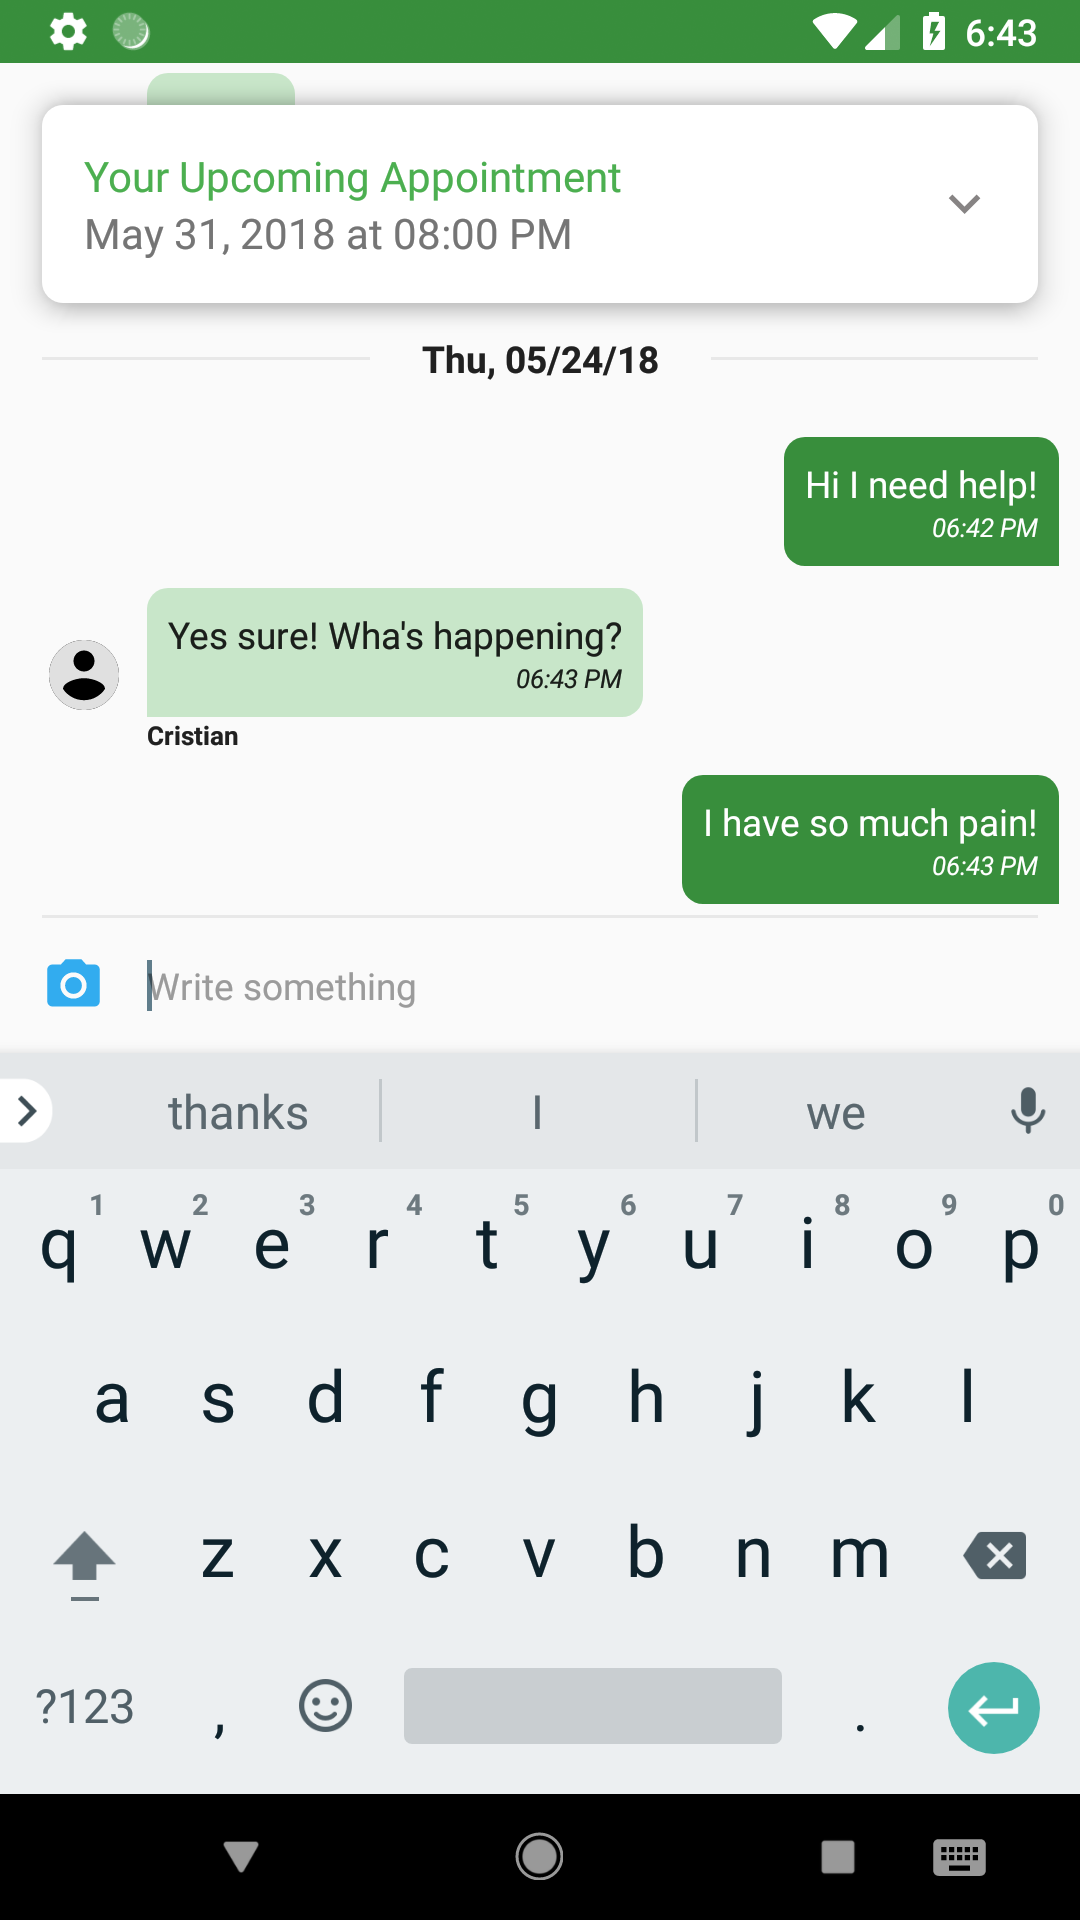 6:43
Your Upcoming Appointment
May 31, 2018 at 08:00 PM
Thu, 05/24/18
Hi I need help!
06:42 PM
Yes sure! Wha's happening?
06:43 PM
Cristian
I have so much pain!
06:43 PM
Write something
thanks I we
1 2 3 4 5 6 7 8 9 0
q w e r t y u i o p
a s d f g h j k l
z x c v b n m
?123 , .